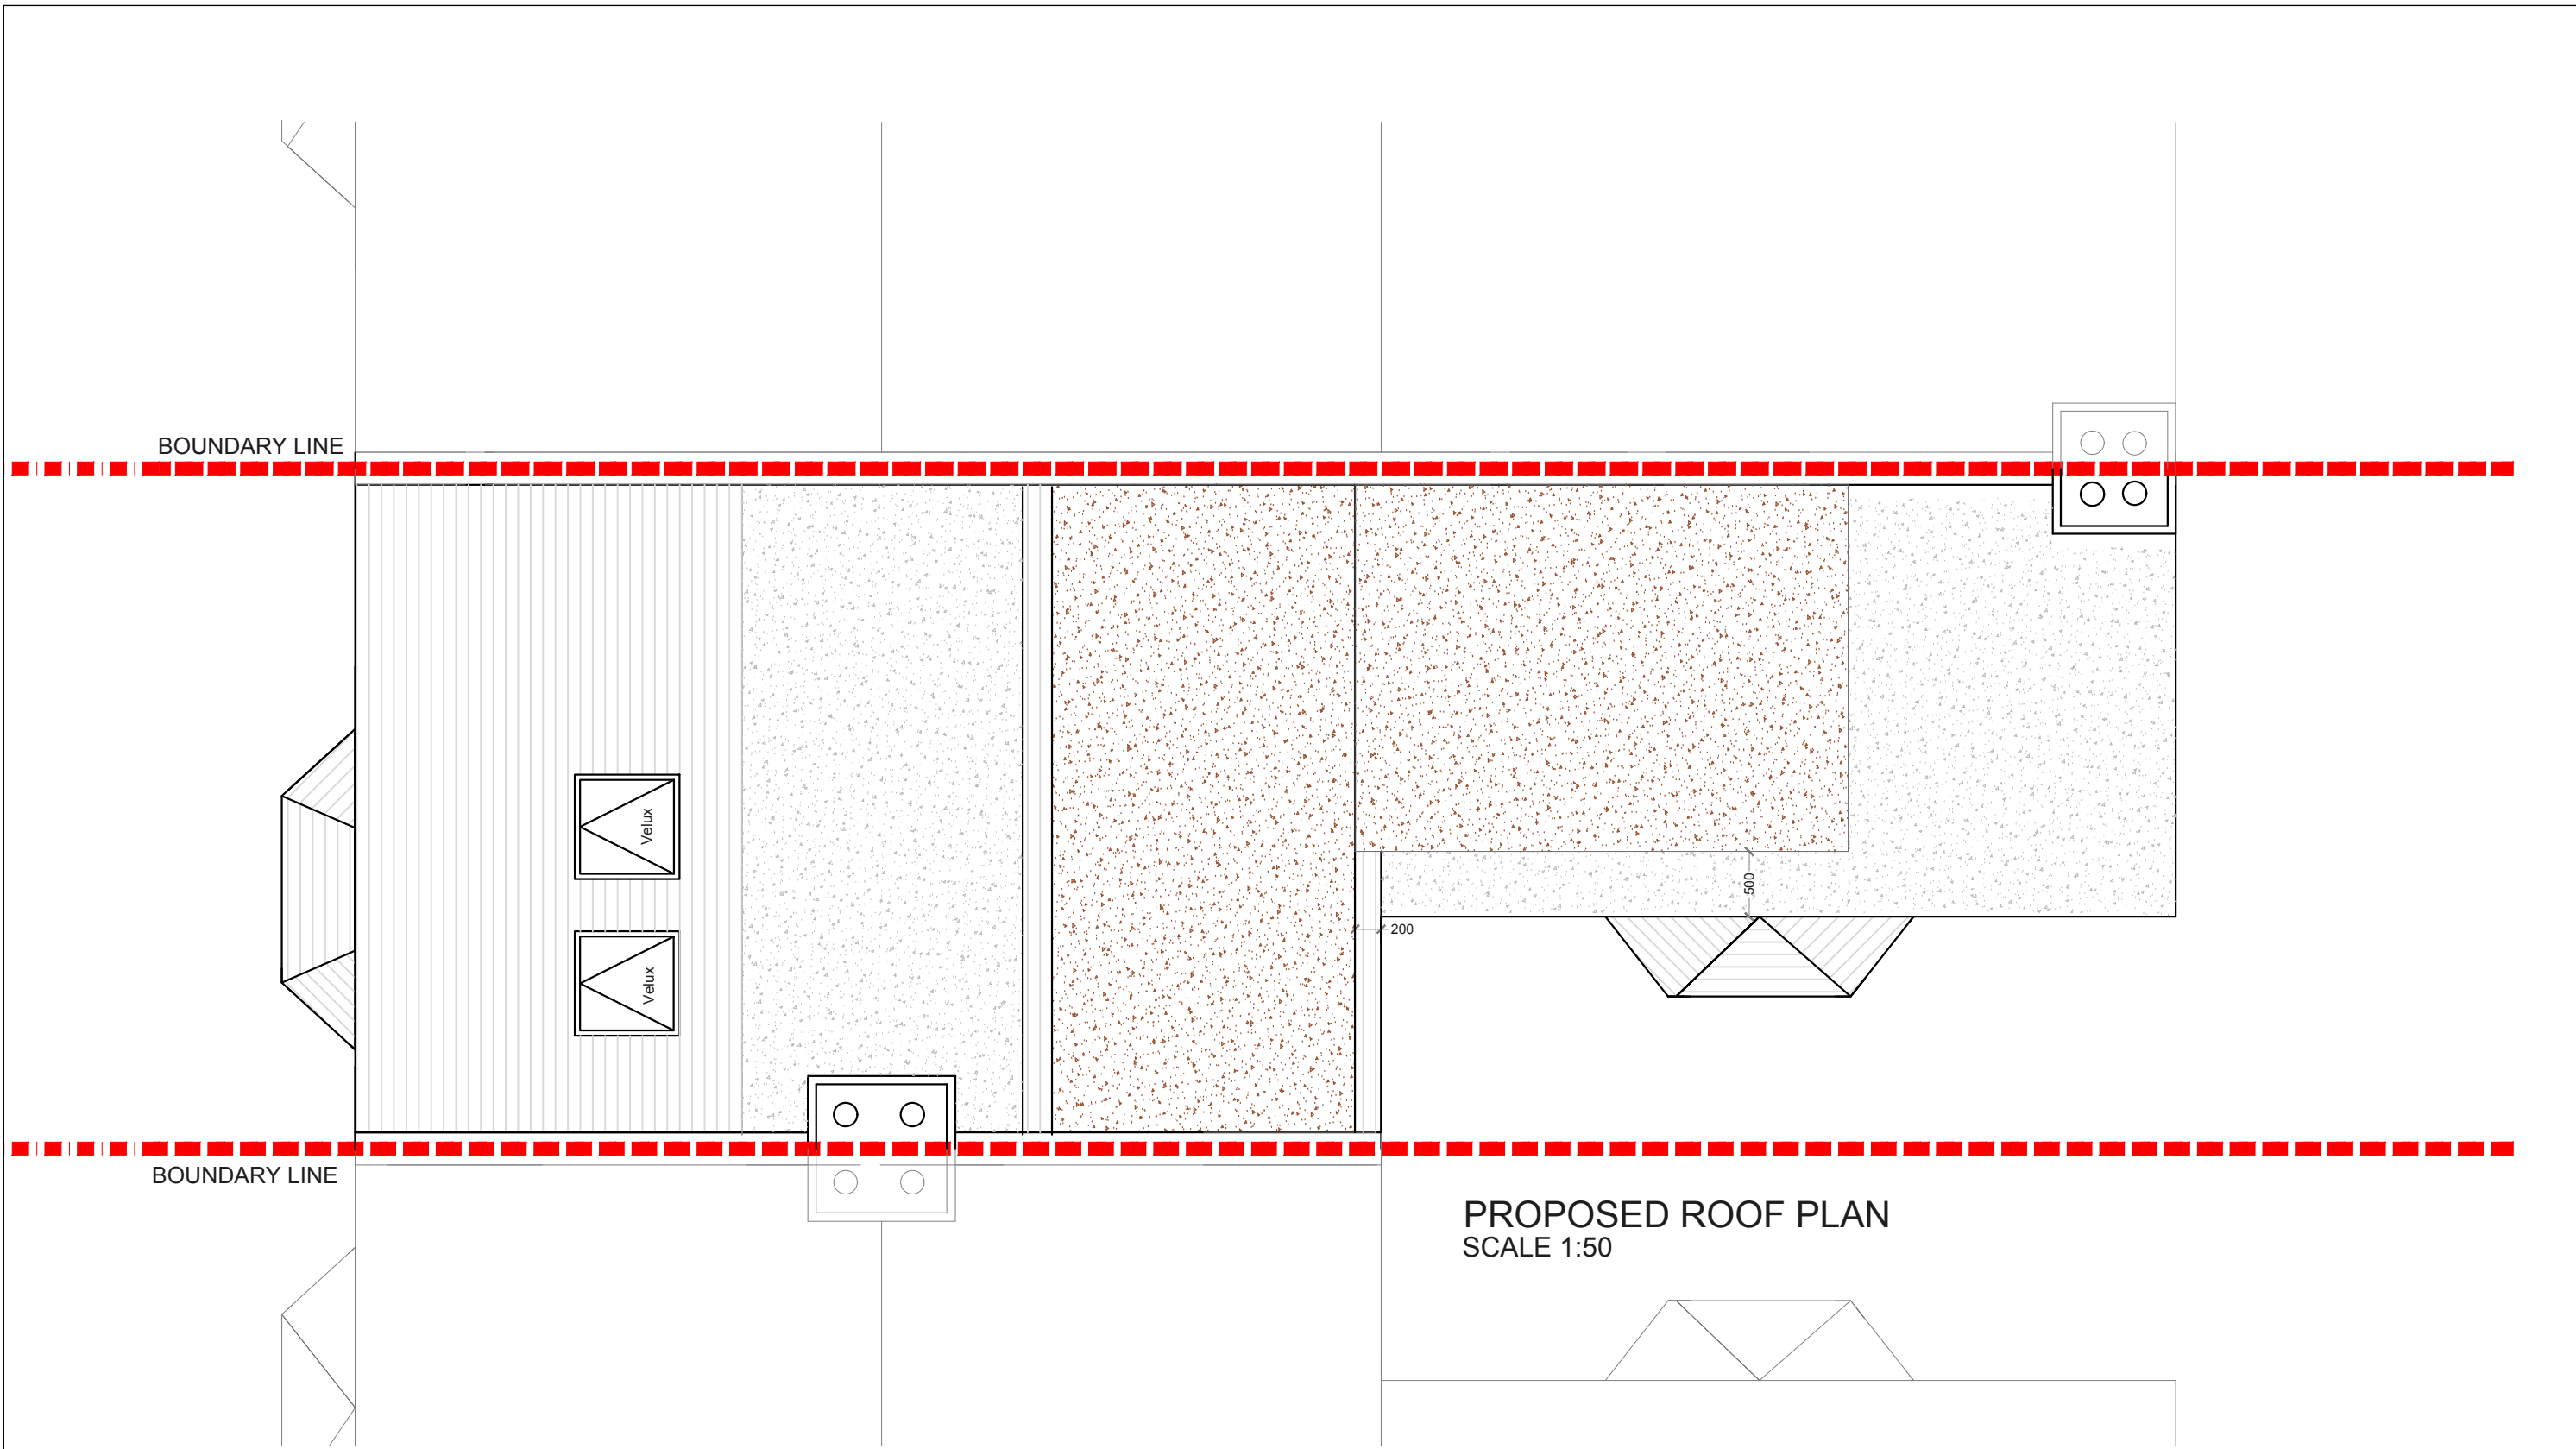 BOUNDARY LINE
Velux
500
200
Velux
BOUNDARY LINE
PROPOSED ROOF PLAN
SCALE 1:50